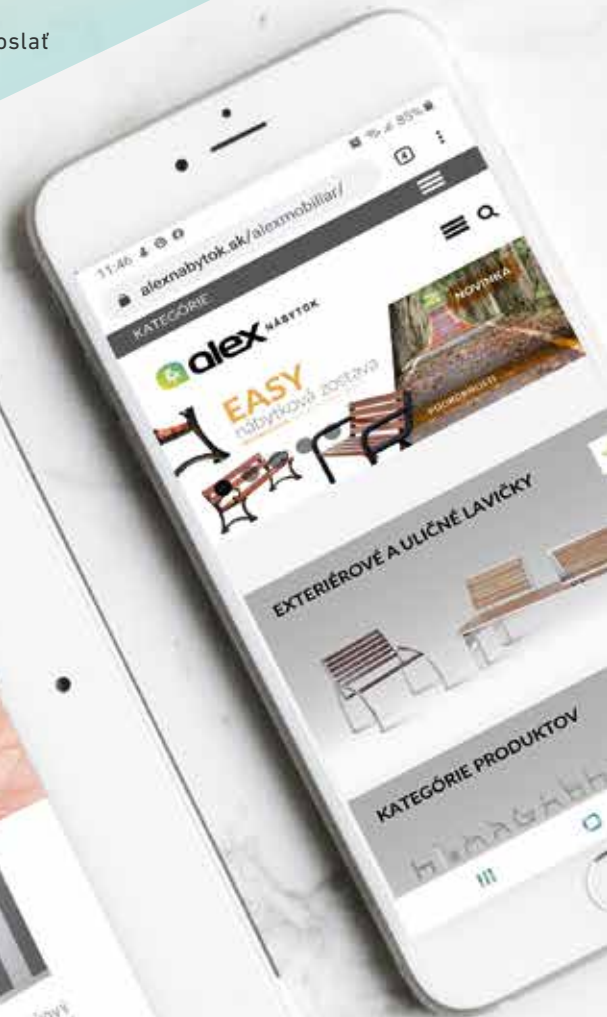 oslať
11:46
85%
4
alexnabytok.sk/alexmobiliar/
KATEGÓRIE
alex NÁBYTOK
EASY
nábytková zostava
NOVINKA
EXTERIÉROVÉ A ULIČNÉ LAVIČKY
KATEGÓRIE PRODUKTOV